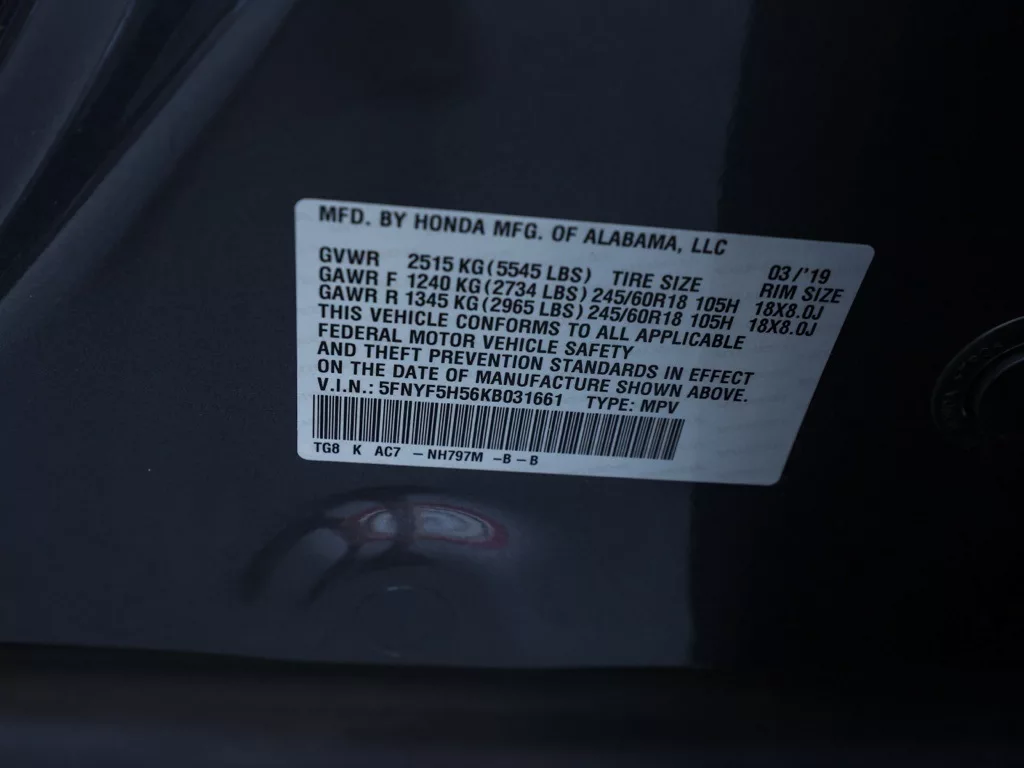 MFD. BY HONDA MFG. OF ALABAMA, LLC
GVWR 2515 KG (5545 LBS) TIRE SIZE 03/'19 RIM SIZE
GAWR F 1240 KG (2734 LBS) 245/60R18 105H 18X8.0J
GAWR R 1345 KG (2965 LBS) 245/60R18 105H 18X8.0J
THIS VEHICLE CONFORMS TO ALL APPLICABLE
FEDERAL MOTOR VEHICLE SAFETY
AND THEFT PREVENTION STANDARDS IN EFFECT
ON THE DATE OF MANUFACTURE SHOWN ABOVE.
V.I.N.: 5FNYF5H56KB031661 TYPE: MPV
TG8 K AC7 – NH797M – B – B